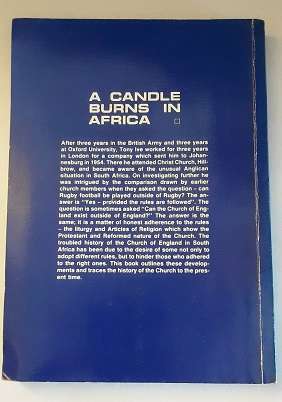 A CANDLE
BURNS IN
AFRICA
After three years in the British Army and three years
at Oxford University, Tony Ive worked for three years
in London for a company which sent him to Johan-
nesburg in 1954. There he attended Christ Church, Hill-
brow, and became aware of the unusual Anglican
situation in South Africa. On investigating further he
was intrigued by the comparison drawn by earlier
church members when they asked the question – can
Rugby football be played outside of Rugby? The an-
swer is "Yes – provided the rules are followed". The
question is sometimes asked "Can the Church of Eng-
land exist outside of England?" The answer is the
same; it is a matter of honest adherence to the rules
– the liturgy and Articles of Religion which show the
Protestant and Reformed nature of the Church. The
troubled history of the Church of England in South
Africa has been due to the desire of some not only to
adopt different rules, but to hinder those who adhered
to the right ones. This book outlines these develop-
ments and traces the history of the Church to the pres-
ent time.